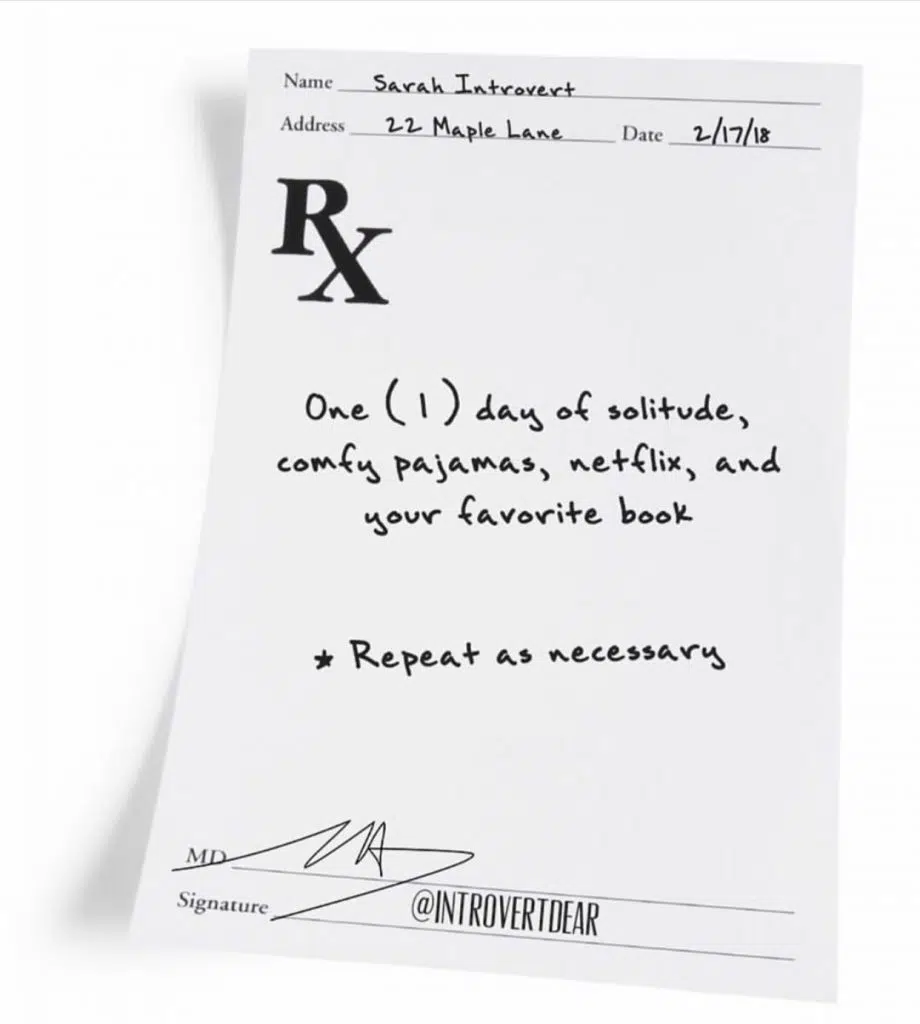 Name Sarah Introvert
Address 22 Maple Lane Date 2/17/18
Rx
One (1) day of solitude,
comfy pajamas, netflix, and
your favorite book
* Repeat as necessary
MD
Signature @INTROVERTDEAR